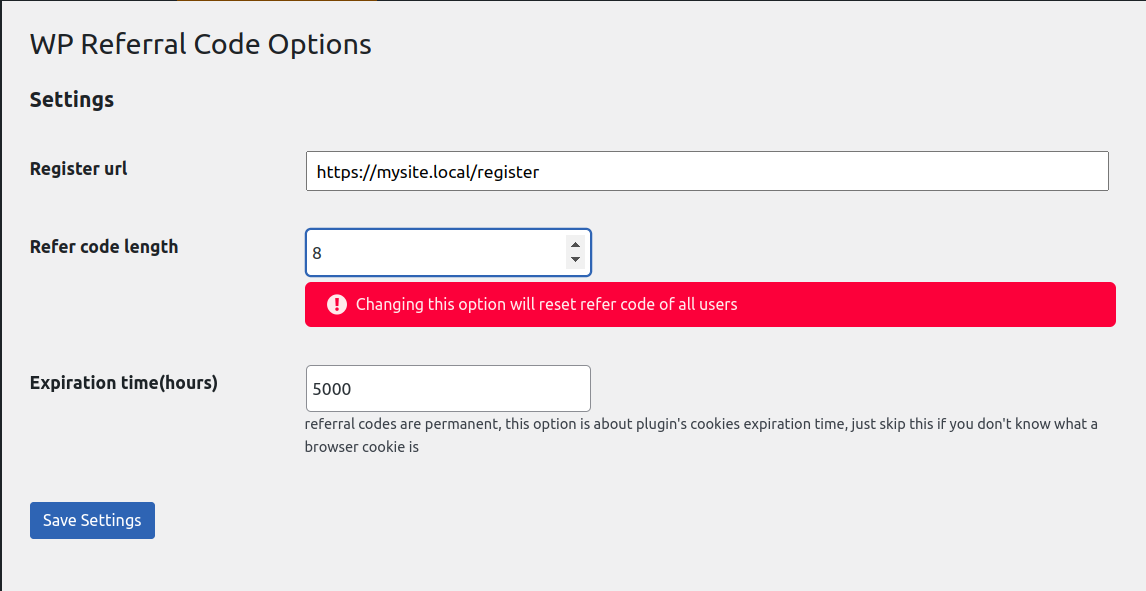 WP Referral Code Options
Settings
Register url
https://mysite.local/register
Refer code length
8
Changing this option will reset refer code of all users
Expiration time(hours)
5000
referral codes are permanent, this option is about plugin's cookies expiration time, just skip this if you don't know what a
browser cookie is
Save Settings